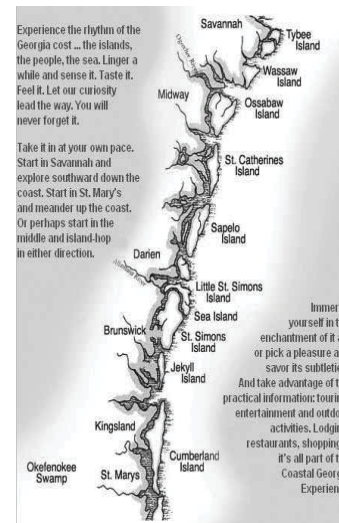 Experience the rhythm of the
Georgia cost ... the islands,
the people, the sea. Linger a
while and sense it. Taste it.
Feel it. Let our curiosity
lead the way. You will
never forget it.
Take it in at your own pace.
Start in Savannah and
explore southward down the
coast. Start in St. Mary's
and meander up the coast.
Or perhaps start in the
middle and island-hop
in either direction.
Savannah
Tybee
Island
Wassaw
Island
Midway
Ossabaw
Island
St. Catherines
Island
Sapelo
Island
Darien
Little St. Simons
Island
Sea Island
Brunswick
St. Simons
Island
Jekyll
Island
Kingsland
Cumberland
Island
Okefenokee
Swamp
St. Marys
Immer
yourself in t
enchantment of it a
or pick a pleasure a
savor its subtleti
And take advantage of t
practical information: tourin
entertainment and outdo
activities. Lodgin
restaurants, shopping
it's all part of t
Coastal Georg
Experien